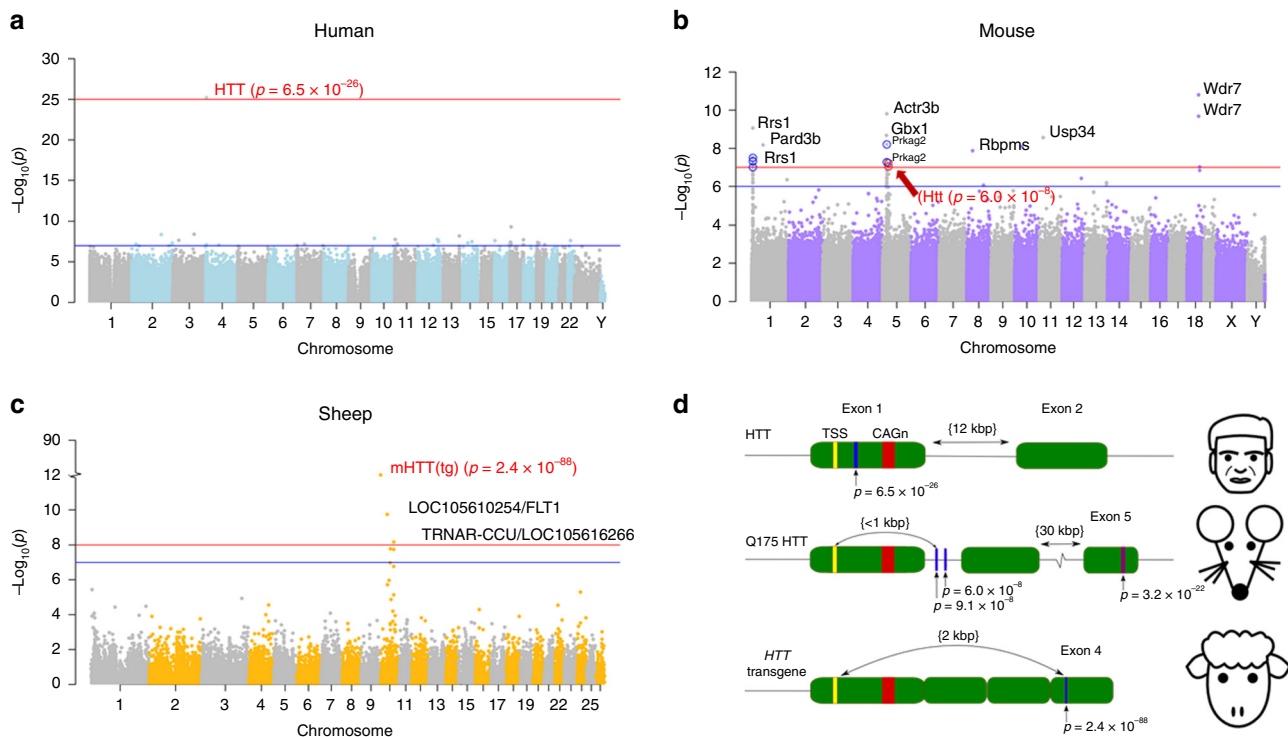 a
Human
30
25
20
15
10
5
0
–Log10(p)
HTT (p = 6.5 × 10–26)
1 2 3 4 5 6 7 8 9 10 11 12 13 15 17 19 22 Y
Chromosome
b
Mouse
12
10
8
6
4
2
0
–Log10(p)
Rrs1
Pard3b
Rrs1
Actr3b
Gbx1
Prkag2
Prkag2
Rbpms
Usp34
Wdr7
Wdr7
(Htt (p = 6.0 × 10–8)
1 2 3 4 5 6 7 8 9 10 11 12 13 14 16 18 X Y
Chromosome
c
Sheep
90
12
10
8
6
4
2
0
–Log10(p)
mHTT(tg) (p = 2.4 × 10–88)
LOC105610254/FLT1
TRNAR-CCU/LOC105616266
1 2 3 4 5 6 7 8 9 11 13 15 17 19 22 25
Chromosome
d
Exon 1
Exon 2
HTT
TSS
CAGn
{12 kbp}
p = 6.5 × 10–26
{<1 kbp}
{30 kbp}
Exon 5
Q175 HTT
p = 6.0 × 10–8
p = 9.1 × 10–8
p = 3.2 × 10–22
{2 kbp}
HTT
transgene
Exon 4
p = 2.4 × 10–88